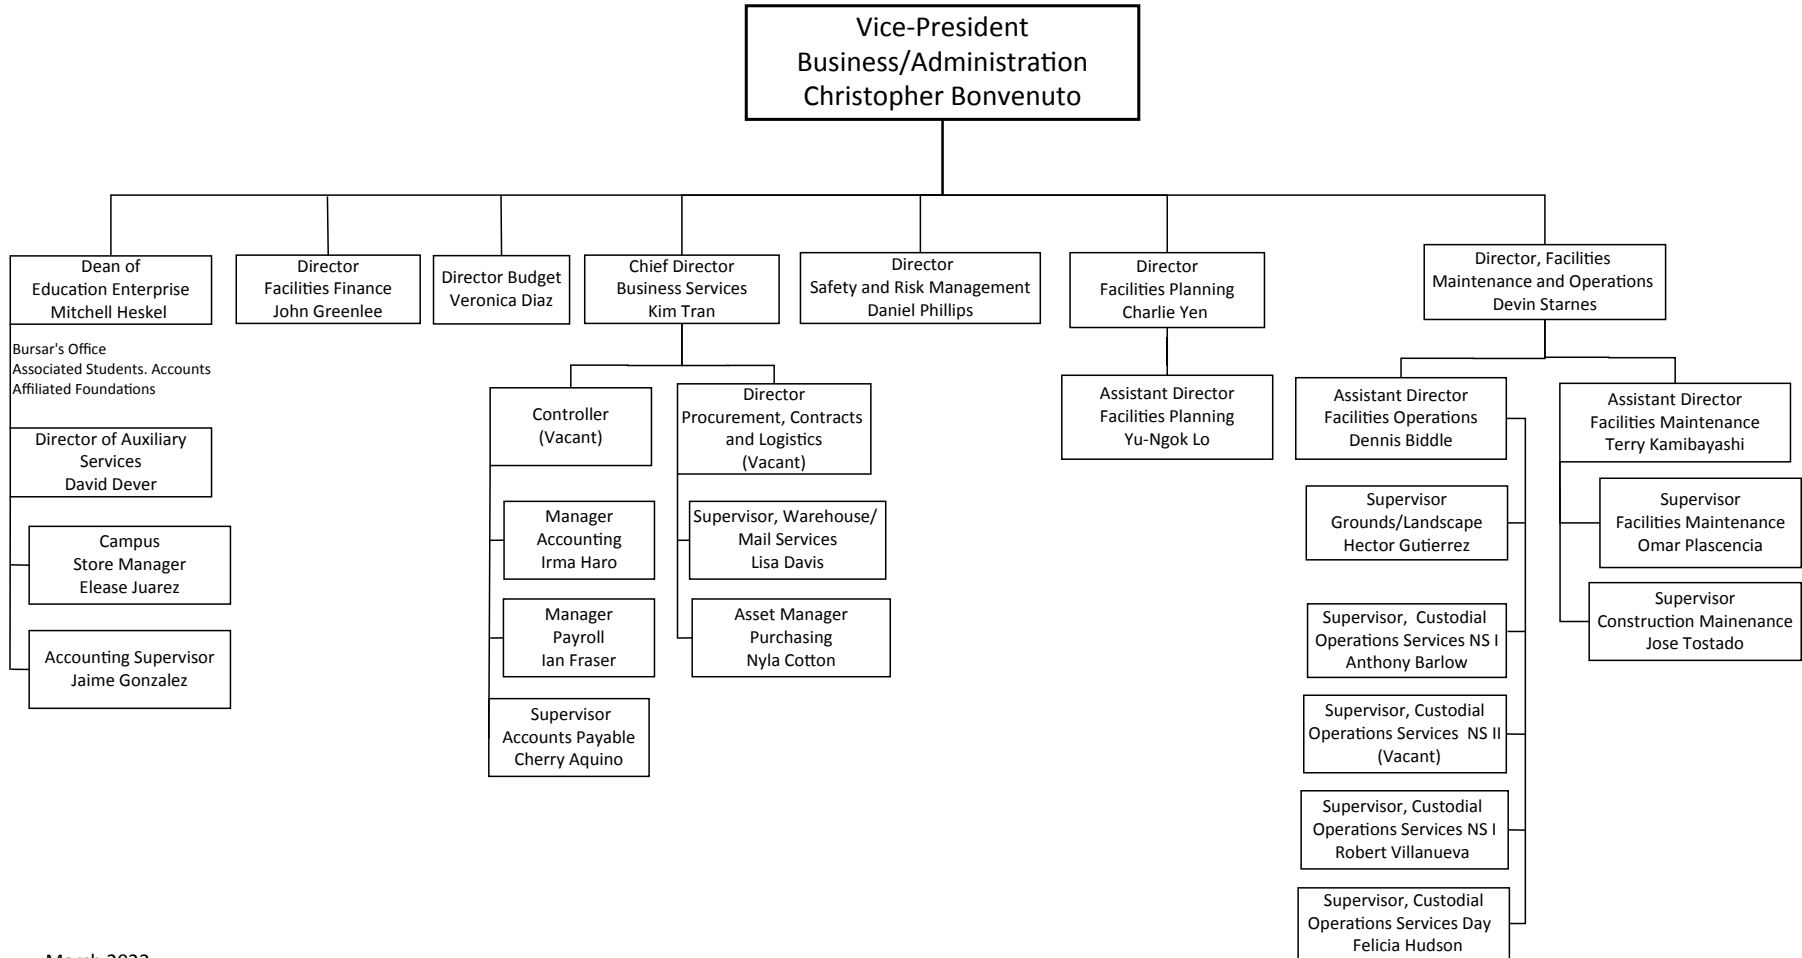 Vice-President
Business/Administration
Christopher Bonvenuto
Dean of
Education Enterprise
Mitchell Heskel
Director
Facilities Finance
John Greenlee
Director Budget
Veronica Diaz
Chief Director
Business Services
Kim Tran
Director
Safety and Risk Management
Daniel Phillips
Director
Facilities Planning
Charlie Yen
Director, Facilities
Maintenance and Operations
Devin Starnes
Bursar's Office
Associated Students. Accounts
Affiliated Foundations
Director of Auxiliary
Services
David Dever
Campus
Store Manager
Elease Juarez
Accounting Supervisor
Jaime Gonzalez
Controller
(Vacant)
Manager
Accounting
Irma Haro
Manager
Payroll
Ian Fraser
Supervisor
Accounts Payable
Cherry Aquino
Director
Procurement, Contracts
and Logistics
(Vacant)
Supervisor, Warehouse/
Mail Services
Lisa Davis
Asset Manager
Purchasing
Nyla Cotton
Assistant Director
Facilities Planning
Yu-Ngok Lo
Assistant Director
Facilities Operations
Dennis Biddle
Supervisor
Grounds/Landscape
Hector Gutierrez
Supervisor, Custodial
Operations Services NS I
Anthony Barlow
Supervisor, Custodial
Operations Services NS II
(Vacant)
Supervisor, Custodial
Operations Services NS I
Robert Villanueva
Supervisor, Custodial
Operations Services Day
Felicia Hudson
Assistant Director
Facilities Maintenance
Terry Kamibayashi
Supervisor
Facilities Maintenance
Omar Plascencia
Supervisor
Construction Mainenance
Jose Tostado